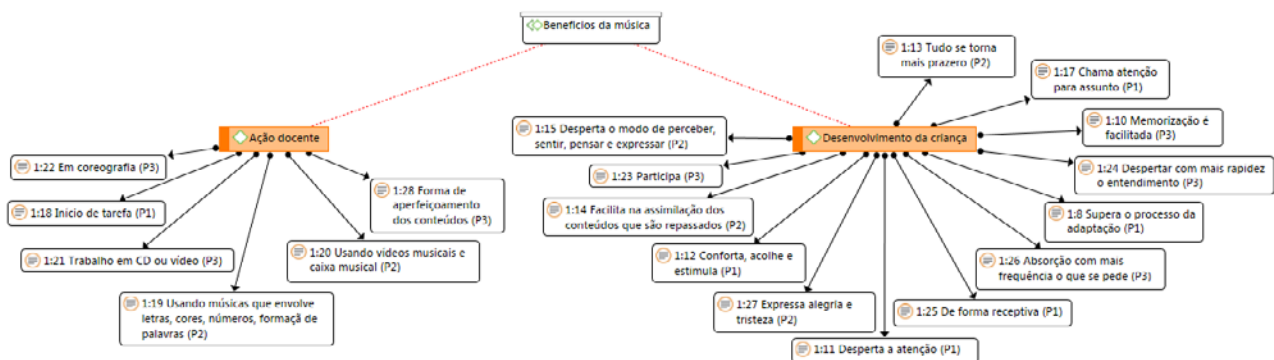 Beneficios da música
Ação docente
1:22 Em coreografia (P3)
1:18 Inicio de tarefa (P1)
1:21 Trabalho em CD ou vídeo (P3)
1:19 Usando músicas que envolve
letras, cores, números, formaçã de
palavras (P2)
1:20 Usando videos musicais e
caixa musical (P2)
1:28 Forma de
aperfeiçoamento
dos conteúdos (P3)
Desenvolvimento da criança
1:13 Tudo se torna
mais prazero (P2)
1:17 Chama atenção
para assunto (P1)
1:10 Memorização é
facilitada (P3)
1:24 Despertar com mais rapidez
o entendimento (P3)
1:8 Supera o processo da
adaptação (P1)
1:26 Absorção com mais
frequência o que se pede (P3)
1:25 De forma receptiva (P1)
1:11 Desperta a atenção (P1)
1:27 Expressa alegria e
tristeza (P2)
1:12 Conforta, acolhe e
estimula (P1)
1:14 Facilita na assimilação dos
conteúdos que são repassados (P2)
1:23 Participa (P3)
1:15 Desperta o modo de perceber,
sentir, pensar e expressar (P2)